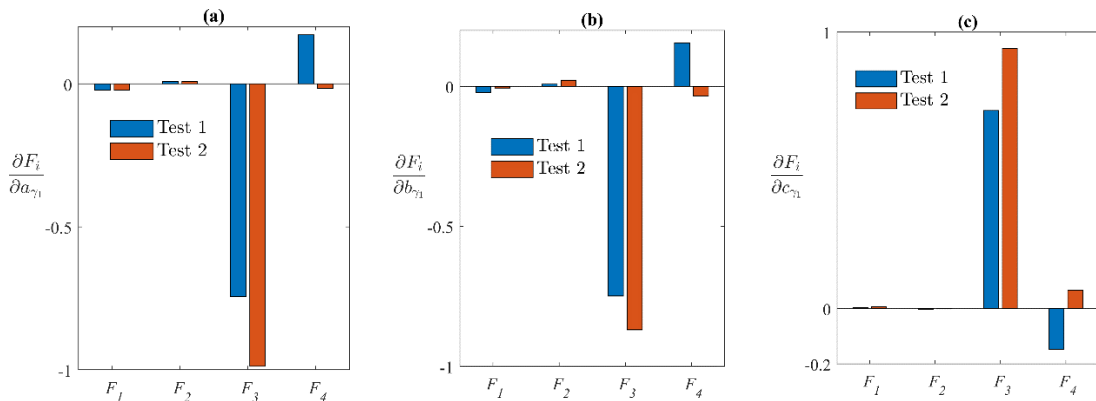 (a)
0
-0.5
-1
∂F_i
∂a_γ₁
Test 1
Test 2
F_1 F_2 F_3 F_4
(b)
0
-0.5
-1
∂F_i
∂b_γ₁
Test 1
Test 2
F_1 F_2 F_3 F_4
(c)
1
0
-0.2
∂F_i
∂c_γ₁
Test 1
Test 2
F_1 F_2 F_3 F_4